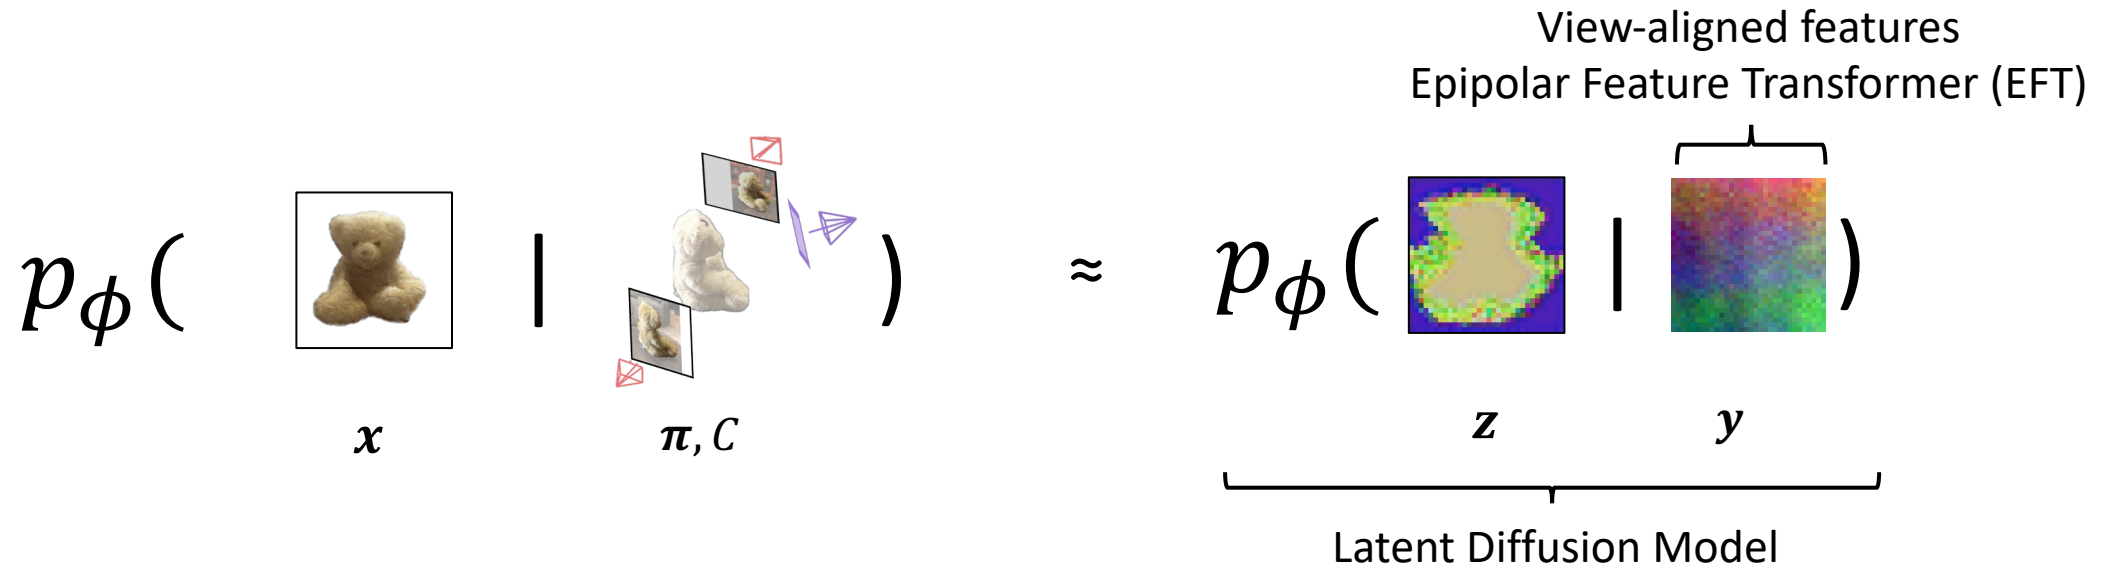 View-aligned features
Epipolar Feature Transformer (EFT)
𝑝𝜙( | ) ≈ 𝑝𝜙( | )
𝒙 𝝅, 𝐶 𝒛 𝒚
Latent Diffusion Model